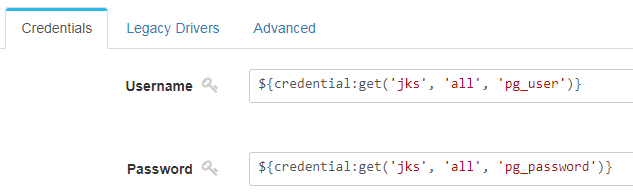 Credentials Legacy Drivers Advanced
Username ${credential:get('jks', 'all', 'pg_user')}
Password ${credential:get('jks', 'all', 'pg_password')}